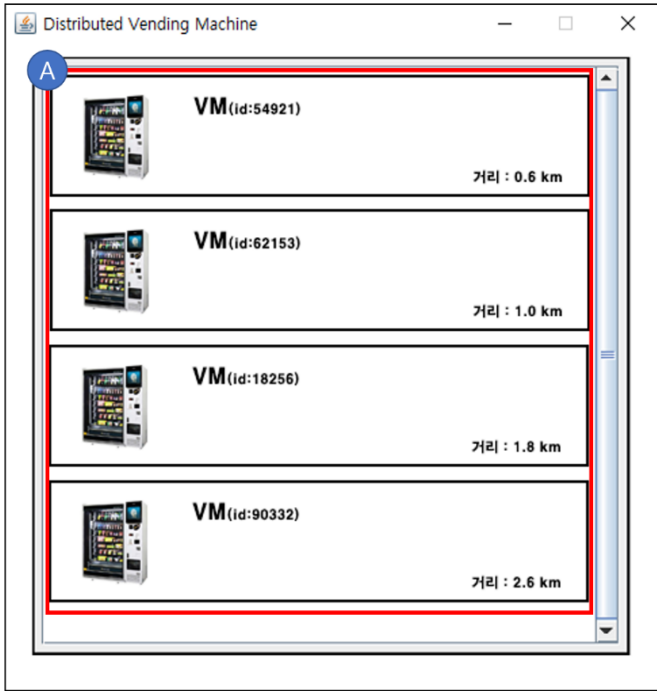 Distributed Vending Machine
A
VM(id:54921)
거리 : 0.6 km
VM(id:62153)
거리 : 1.0 km
VM(id:18256)
거리 : 1.8 km
VM(id:90332)
거리 : 2.6 km